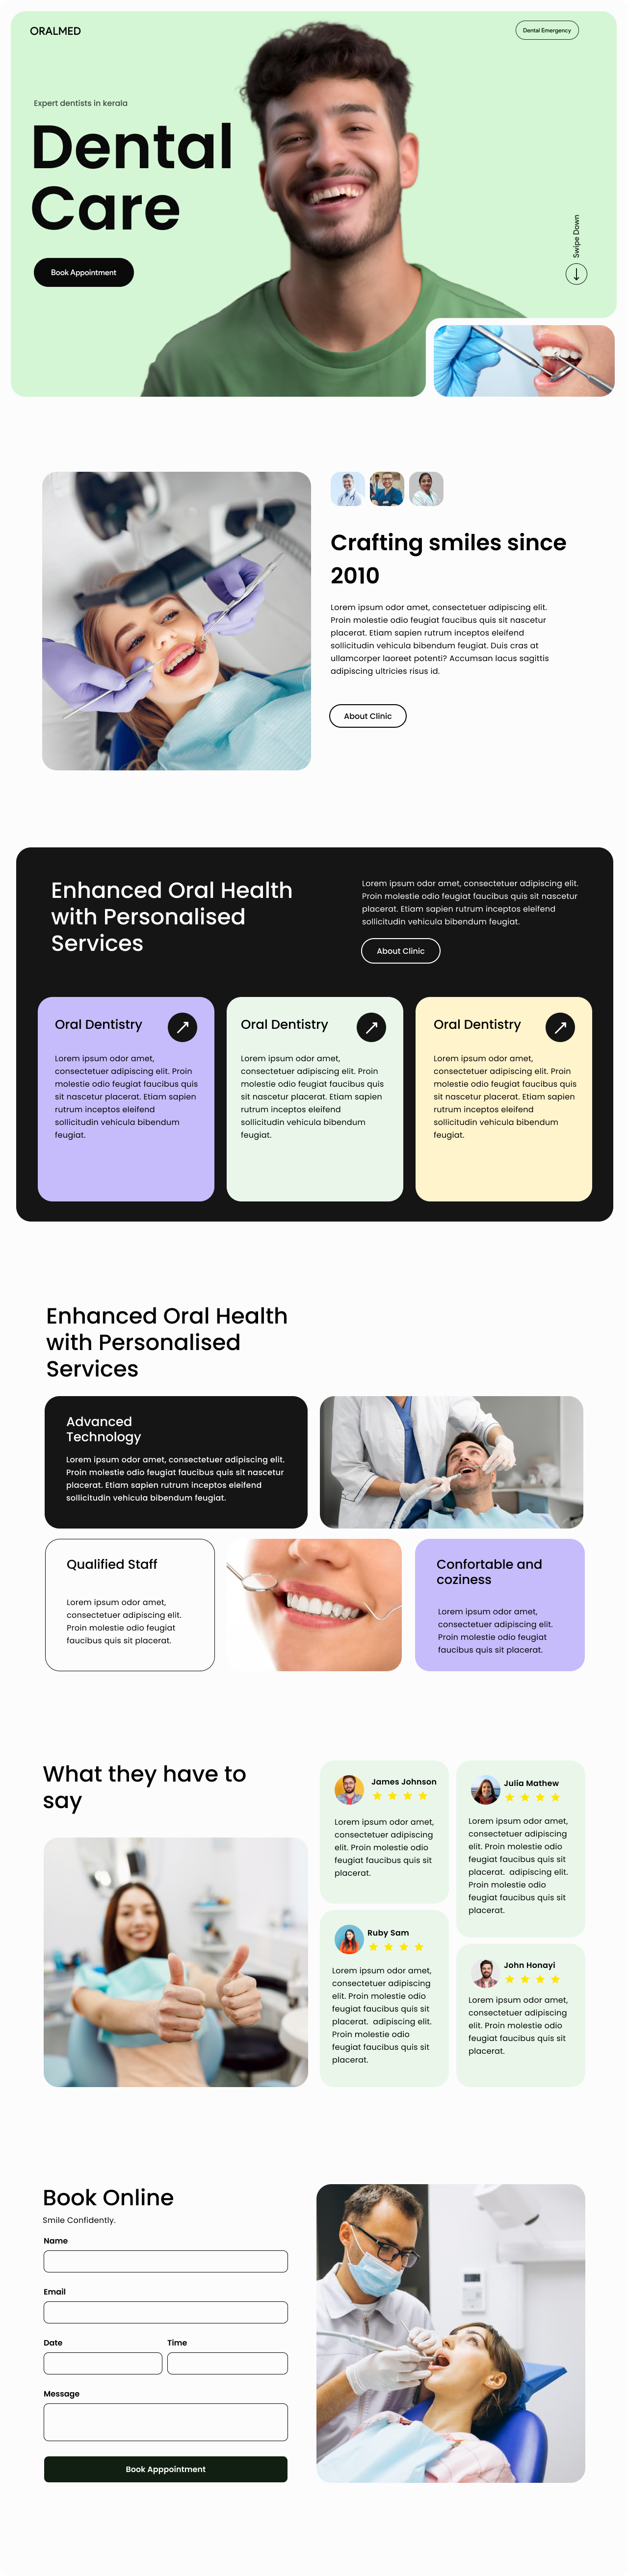 ORALMED
Dental Emergency
Expert dentists in kerala
Dental
Care
Book Appointment
Swipe Down
Crafting smiles since
2010
Lorem ipsum odor amet, consectetuer adipiscing elit.
Proin molestie odio feugiat faucibus quis sit nascetur
placerat. Etiam sapien rutrum inceptos eleifend
sollicitudin vehicula bibendum feugiat. Duis cras at
ullamcorper laoreet potenti? Accumsan lacus sagittis
adipiscing ultricies risus id.
About Clinic
Enhanced Oral Health
with Personalised
Services
Lorem ipsum odor amet, consectetuer adipiscing elit.
Proin molestie odio feugiat faucibus quis sit nascetur
placerat. Etiam sapien rutrum inceptos eleifend
sollicitudin vehicula bibendum feugiat.
About Clinic
Oral Dentistry
Lorem ipsum odor amet,
consectetuer adipiscing elit. Proin
molestie odio feugiat faucibus quis
sit nascetur placerat. Etiam sapien
rutrum inceptos eleifend
sollicitudin vehicula bibendum
feugiat.
Oral Dentistry
Lorem ipsum odor amet,
consectetuer adipiscing elit. Proin
molestie odio feugiat faucibus quis
sit nascetur placerat. Etiam sapien
rutrum inceptos eleifend
sollicitudin vehicula bibendum
feugiat.
Oral Dentistry
Lorem ipsum odor amet,
consectetuer adipiscing elit. Proin
molestie odio feugiat faucibus quis
sit nascetur placerat. Etiam sapien
rutrum inceptos eleifend
sollicitudin vehicula bibendum
feugiat.
Enhanced Oral Health
with Personalised
Services
Advanced
Technology
Lorem ipsum odor amet, consectetuer adipiscing elit.
Proin molestie odio feugiat faucibus quis sit nascetur
placerat. Etiam sapien rutrum inceptos eleifend
sollicitudin vehicula bibendum feugiat.
Qualified Staff
Lorem ipsum odor amet,
consectetuer adipiscing elit.
Proin molestie odio feugiat
faucibus quis sit placerat.
Confortable and
coziness
Lorem ipsum odor amet,
consectetuer adipiscing elit.
Proin molestie odio feugiat
faucibus quis sit placerat.
What they have to
say
James Johnson
Lorem ipsum odor amet,
consectetuer adipiscing
elit. Proin molestie odio
feugiat faucibus quis sit
placerat.
Julia Mathew
Lorem ipsum odor amet,
consectetuer adipiscing
elit. Proin molestie odio
feugiat faucibus quis sit
placerat.  adipiscing elit.
Proin molestie odio
feugiat faucibus quis sit
placerat.
Ruby Sam
Lorem ipsum odor amet,
consectetuer adipiscing
elit. Proin molestie odio
feugiat faucibus quis sit
placerat.  adipiscing elit.
Proin molestie odio
feugiat faucibus quis sit
placerat.
John Honayi
Lorem ipsum odor amet,
consectetuer adipiscing
elit. Proin molestie odio
feugiat faucibus quis sit
placerat.
Book Online
Smile Confidently.
Name
Email
Date
Time
Message
Book Apppointment